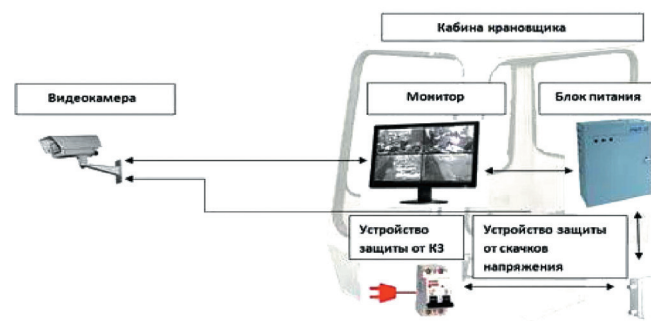 Кабина крановщика
Видеокамера
Монитор
Блок питания
Устройство
защиты от КЗ
Устройство защиты
от скачков
напряжения